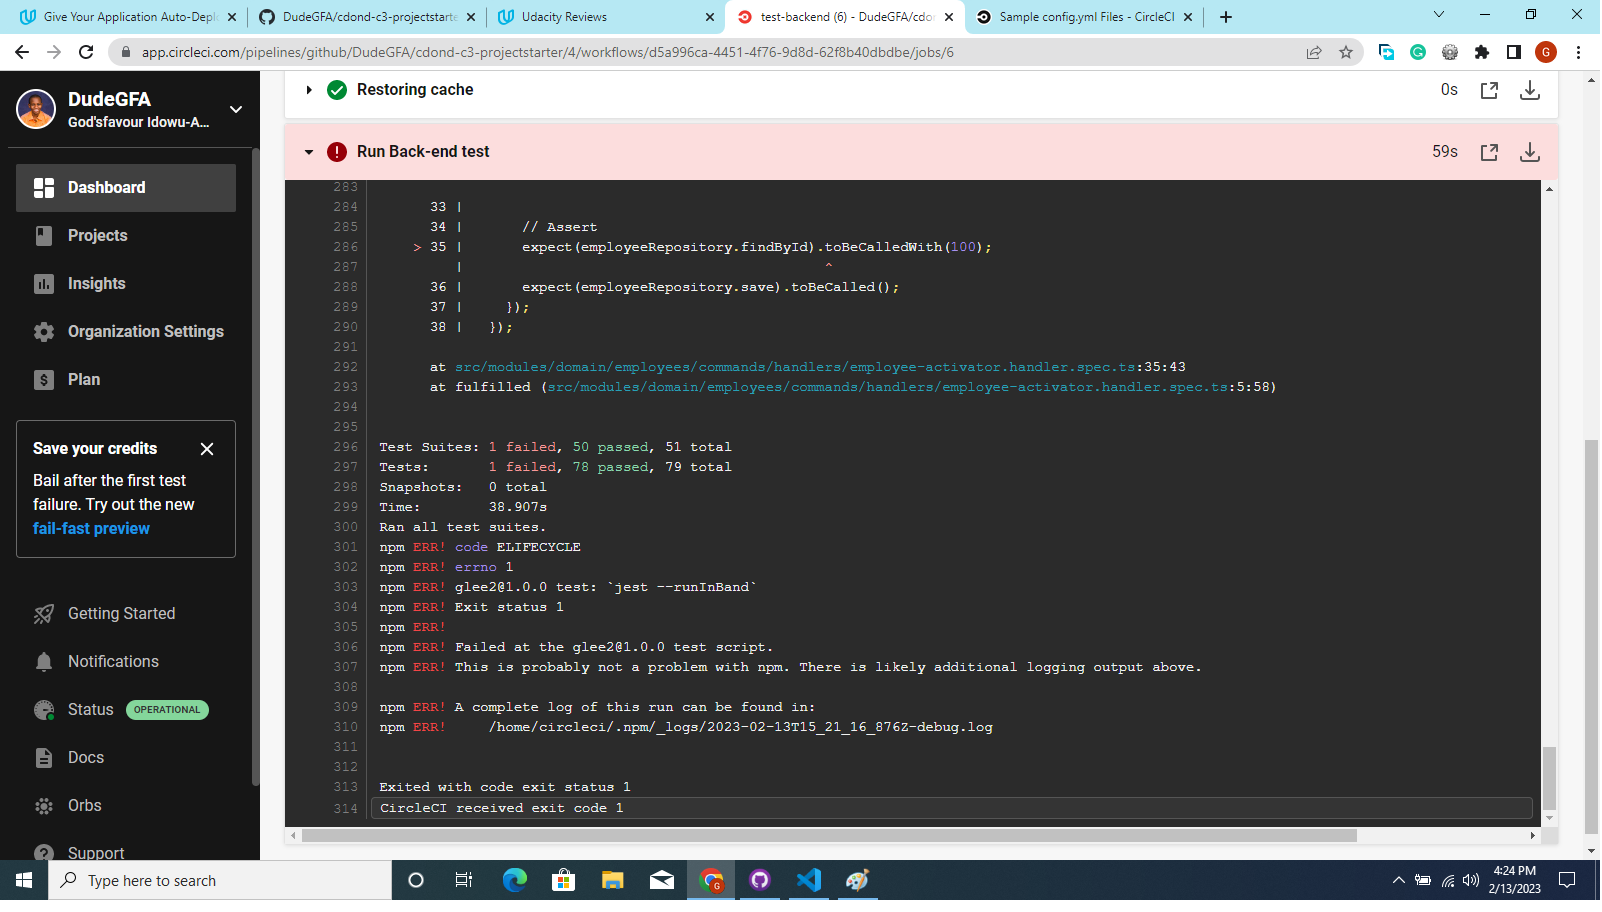 Give Your Application Auto-Depl
DudeGFA/cdond-c3-projectstarte
Udacity Reviews
test-backend (6) - DudeGFA/cdo
Sample config.yml Files - CircleCI
app.circleci.com/pipelines/github/DudeGFA/cdond-c3-projectstarter/4/workflows/d5a996ca-4451-4f76-9d8d-62f8b40dbdbe/jobs/6
G
DudeGFA
God'sfavour Idowu-A...
Dashboard
Projects
Insights
Organization Settings
Plan
Save your credits
Bail after the first test
failure. Try out the new
fail-fast preview
Getting Started
Notifications
Status OPERATIONAL
Docs
Orbs
Support
Restoring cache 0s
Run Back-end test 59s
283
284 33 |
285 34 | // Assert
286 > 35 | expect(employeeRepository.findById).toBeCalledWith(100);
287 | ^
288 36 | expect(employeeRepository.save).toBeCalled();
289 37 | });
290 38 | });
291
292 at src/modules/domain/employees/commands/handlers/employee-activator.handler.spec.ts:35:43
293 at fulfilled (src/modules/domain/employees/commands/handlers/employee-activator.handler.spec.ts:5:58)
294
295
296 Test Suites: 1 failed, 50 passed, 51 total
297 Tests: 1 failed, 78 passed, 79 total
298 Snapshots: 0 total
299 Time: 38.907s
300 Ran all test suites.
301 npm ERR! code ELIFECYCLE
302 npm ERR! errno 1
303 npm ERR! glee2@1.0.0 test: `jest --runInBand`
304 npm ERR! Exit status 1
305 npm ERR!
306 npm ERR! Failed at the glee2@1.0.0 test script.
307 npm ERR! This is probably not a problem with npm. There is likely additional logging output above.
308
309 npm ERR! A complete log of this run can be found in:
310 npm ERR! /home/circleci/.npm/_logs/2023-02-13T15_21_16_876Z-debug.log
311
312
313 Exited with code exit status 1
314 CircleCI received exit code 1
Type here to search
4:24 PM
2/13/2023